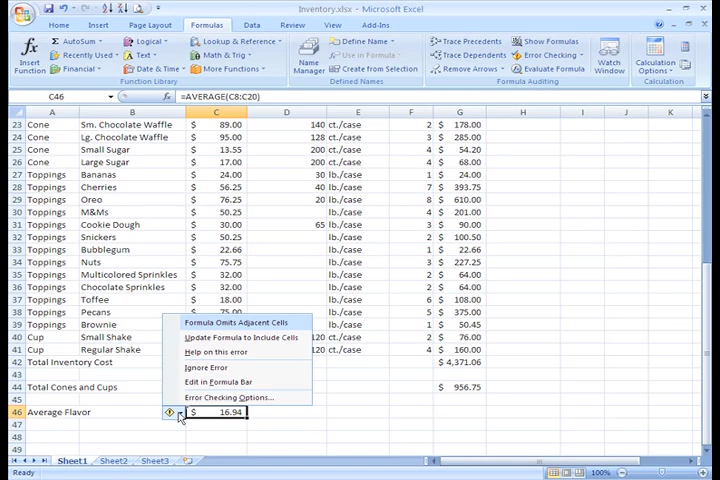 Inventory.xlsx - Microsoft Excel
Home Insert Page Layout Formulas Data Review View Add-Ins
fx Insert Function
Σ AutoSum
Recently Used
Financial
Logical
Text
Date & Time
Lookup & Reference
Math & Trig
More Functions
Function Library
Name Manager
Define Name
Use in Formula
Create from Selection
Defined Names
Trace Precedents
Trace Dependents
Remove Arrows
Show Formulas
Error Checking
Evaluate Formula
Formula Auditing
Watch Window
Calculation Options
Calculation
C46 fx =AVERAGE(C8:C20)
A B C D E F G H I J K
23 Cone Sm. Chocolate Waffle $ 89.00 140 ct./case 2 $ 178.00
24 Cone Lg. Chocolate Waffle $ 95.00 128 ct./case 3 $ 285.00
25 Cone Small Sugar $ 13.55 200 ct./case 4 $ 54.20
26 Cone Large Sugar $ 17.00 200 ct./case 4 $ 68.00
27 Toppings Bananas $ 24.00 30 lb./case 1 $ 24.00
28 Toppings Cherries $ 56.25 40 lb./case 7 $ 393.75
29 Toppings Oreo $ 76.25 20 lb./case 8 $ 610.00
30 Toppings M&Ms $ 50.25 lb./case 4 $ 201.00
31 Toppings Cookie Dough $ 30.00 65 lb./case 3 $ 90.00
32 Toppings Snickers $ 50.25 lb./case 2 $ 100.50
33 Toppings Bubblegum $ 22.66 lb./case 1 $ 22.66
34 Toppings Nuts $ 75.75 lb./case 3 $ 227.25
35 Toppings Multicolored Sprinkles $ 32.00 lb./case 2 $ 64.00
36 Toppings Chocolate Sprinkles $ 32.00 lb./case 2 $ 64.00
37 Toppings Toffee $ 18.00 lb./case 6 $ 108.00
38 Toppings Pecans $ 75.00 lb./case 5 $ 375.00
39 Toppings Brownie lb./case 1 $ 50.45
40 Cup Small Shake 120 ct./case 4 $ 76.00
41 Cup Regular Shake 120 ct./case 4 $ 160.00
42 Total Inventory Cost $ 4,371.06
43
44 Total Cones and Cups $ 956.75
45
46 Average Flavor $ 16.94
47
48
49
Formula Omits Adjacent Cells
Update Formula to Include Cells
Help on this error
Ignore Error
Edit in Formula Bar
Error Checking Options...
Sheet1 Sheet2 Sheet3
Ready 100%